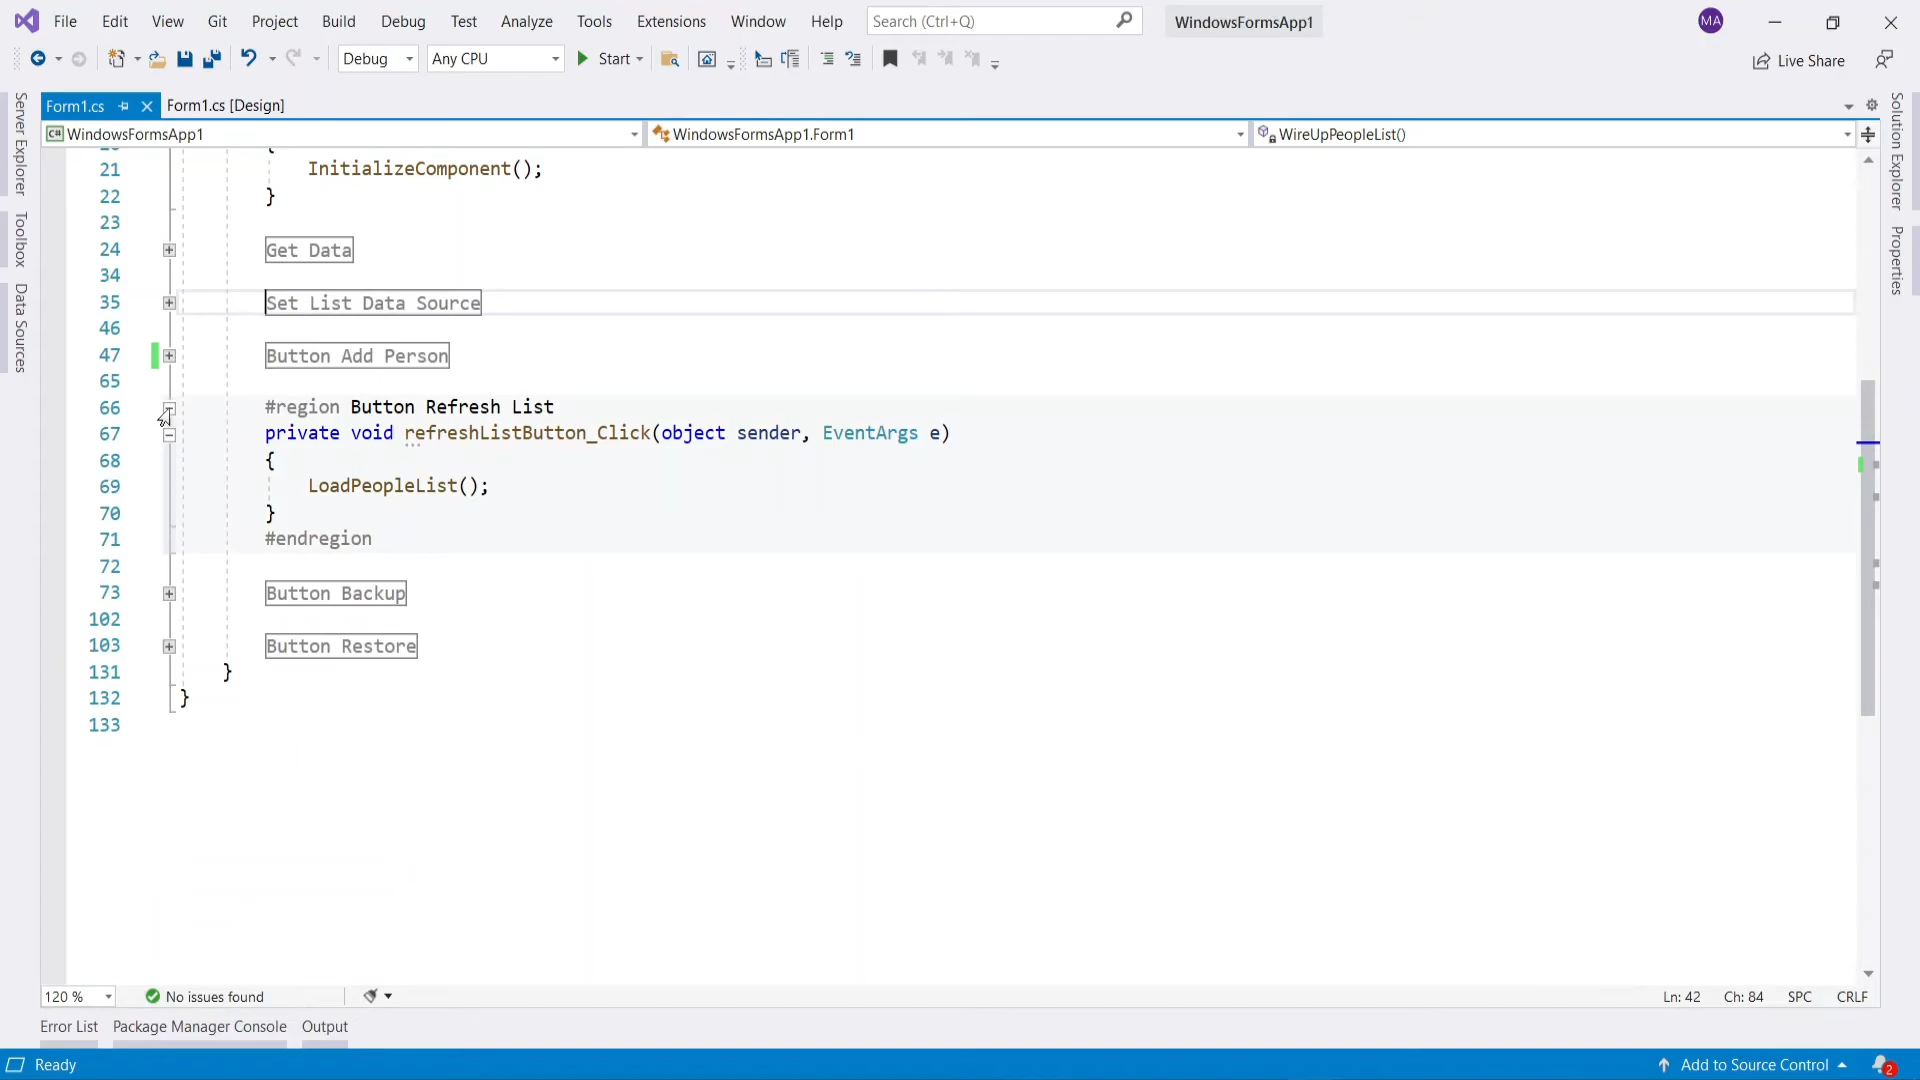 File Edit View Git Project Build Debug Test Analyze Tools Extensions Window Help Search (Ctrl+Q) WindowsFormsApp1 MA
Debug Any CPU Start Live Share
Form1.cs Form1.cs [Design]
C# WindowsFormsApp1 WindowsFormsApp1.Form1 WireUpPeopleList()
Server Explorer
Toolbox
Data Sources
Solution Explorer
Properties
21 InitializeComponent();
22 }
23
24 Get Data
34
35 Set List Data Source
46
47 Button Add Person
65
66 #region Button Refresh List
67 private void refreshListButton_Click(object sender, EventArgs e)
68 {
69 LoadPeopleList();
70 }
71 #endregion
72
73 Button Backup
102
103 Button Restore
131 }
132 }
133
120 % No issues found Ln: 42 Ch: 84 SPC CRLF
Error List Package Manager Console Output
Ready Add to Source Control 2